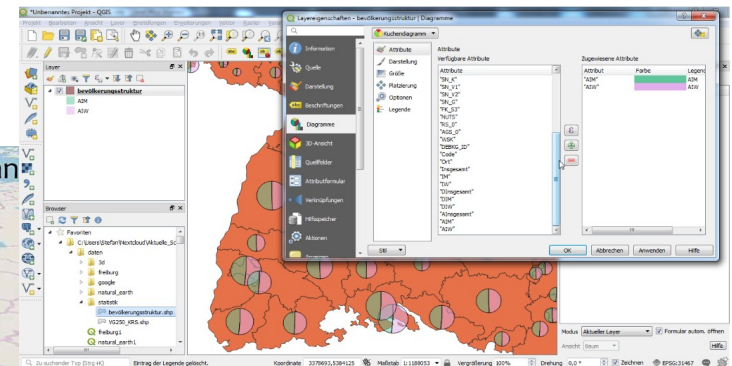 *Unbenanntes Projekt - QGIS
Projekt Bearbeiten Ansicht Layer Einstellungen Erweiterungen Vektor Raster
Layer
bevölkerungsstruktur
AIM
AIW
Browser
Favoriten
C:/Users/Stefan/Nextcloud/Aktuelle_Sc
daten
3d
freiburg
google
natural_earth
statistik
bevölkerungsstruktur.shp
VG250_KRS.shp
freiburg1
natural_earth1
Layereigenschaften - bevölkerungsstruktur | Diagramme
Information
Quelle
Darstellung
Beschriftungen
Diagramme
3D-Ansicht
Quellfelder
Attributformular
Verknüpfungen
Hilfsspeicher
Aktionen
Anzeigen
Kuchendiagramm
Attribute
Darstellung
Größe
Platzierung
Optionen
Legende
Attribute
Verfügbare Attribute
Attribute
"SN_K"
"SN_V1"
"SN_V2"
"SN_G"
"FK_S3"
"NUTS"
"RS_0"
"AGS_0"
"WSK"
"DEBKG_ID"
"Code"
"Ort"
"Insgesamt"
"IM"
"IW"
"DInsgesamt"
"DIM"
"DIW"
"AInsgesamt"
"AIM"
"AIW"
Zugewiesene Attribute
Attribut Farbe Legend
"AIM" AIM
"AIW" AIW
Stil OK Abbrechen Anwenden Hilfe
Modus Aktueller Layer Formular autom. öffnen
Ansicht Baum Hilfe
Zu suchender Typ (Strg +K) Eintrag der Legende gelöscht. Koordinate 3378693,5384125 Maßstab 1:1188053 Vergrößerung 100% Drehung 0,0 ° Zeichnen EPSG:31467
an